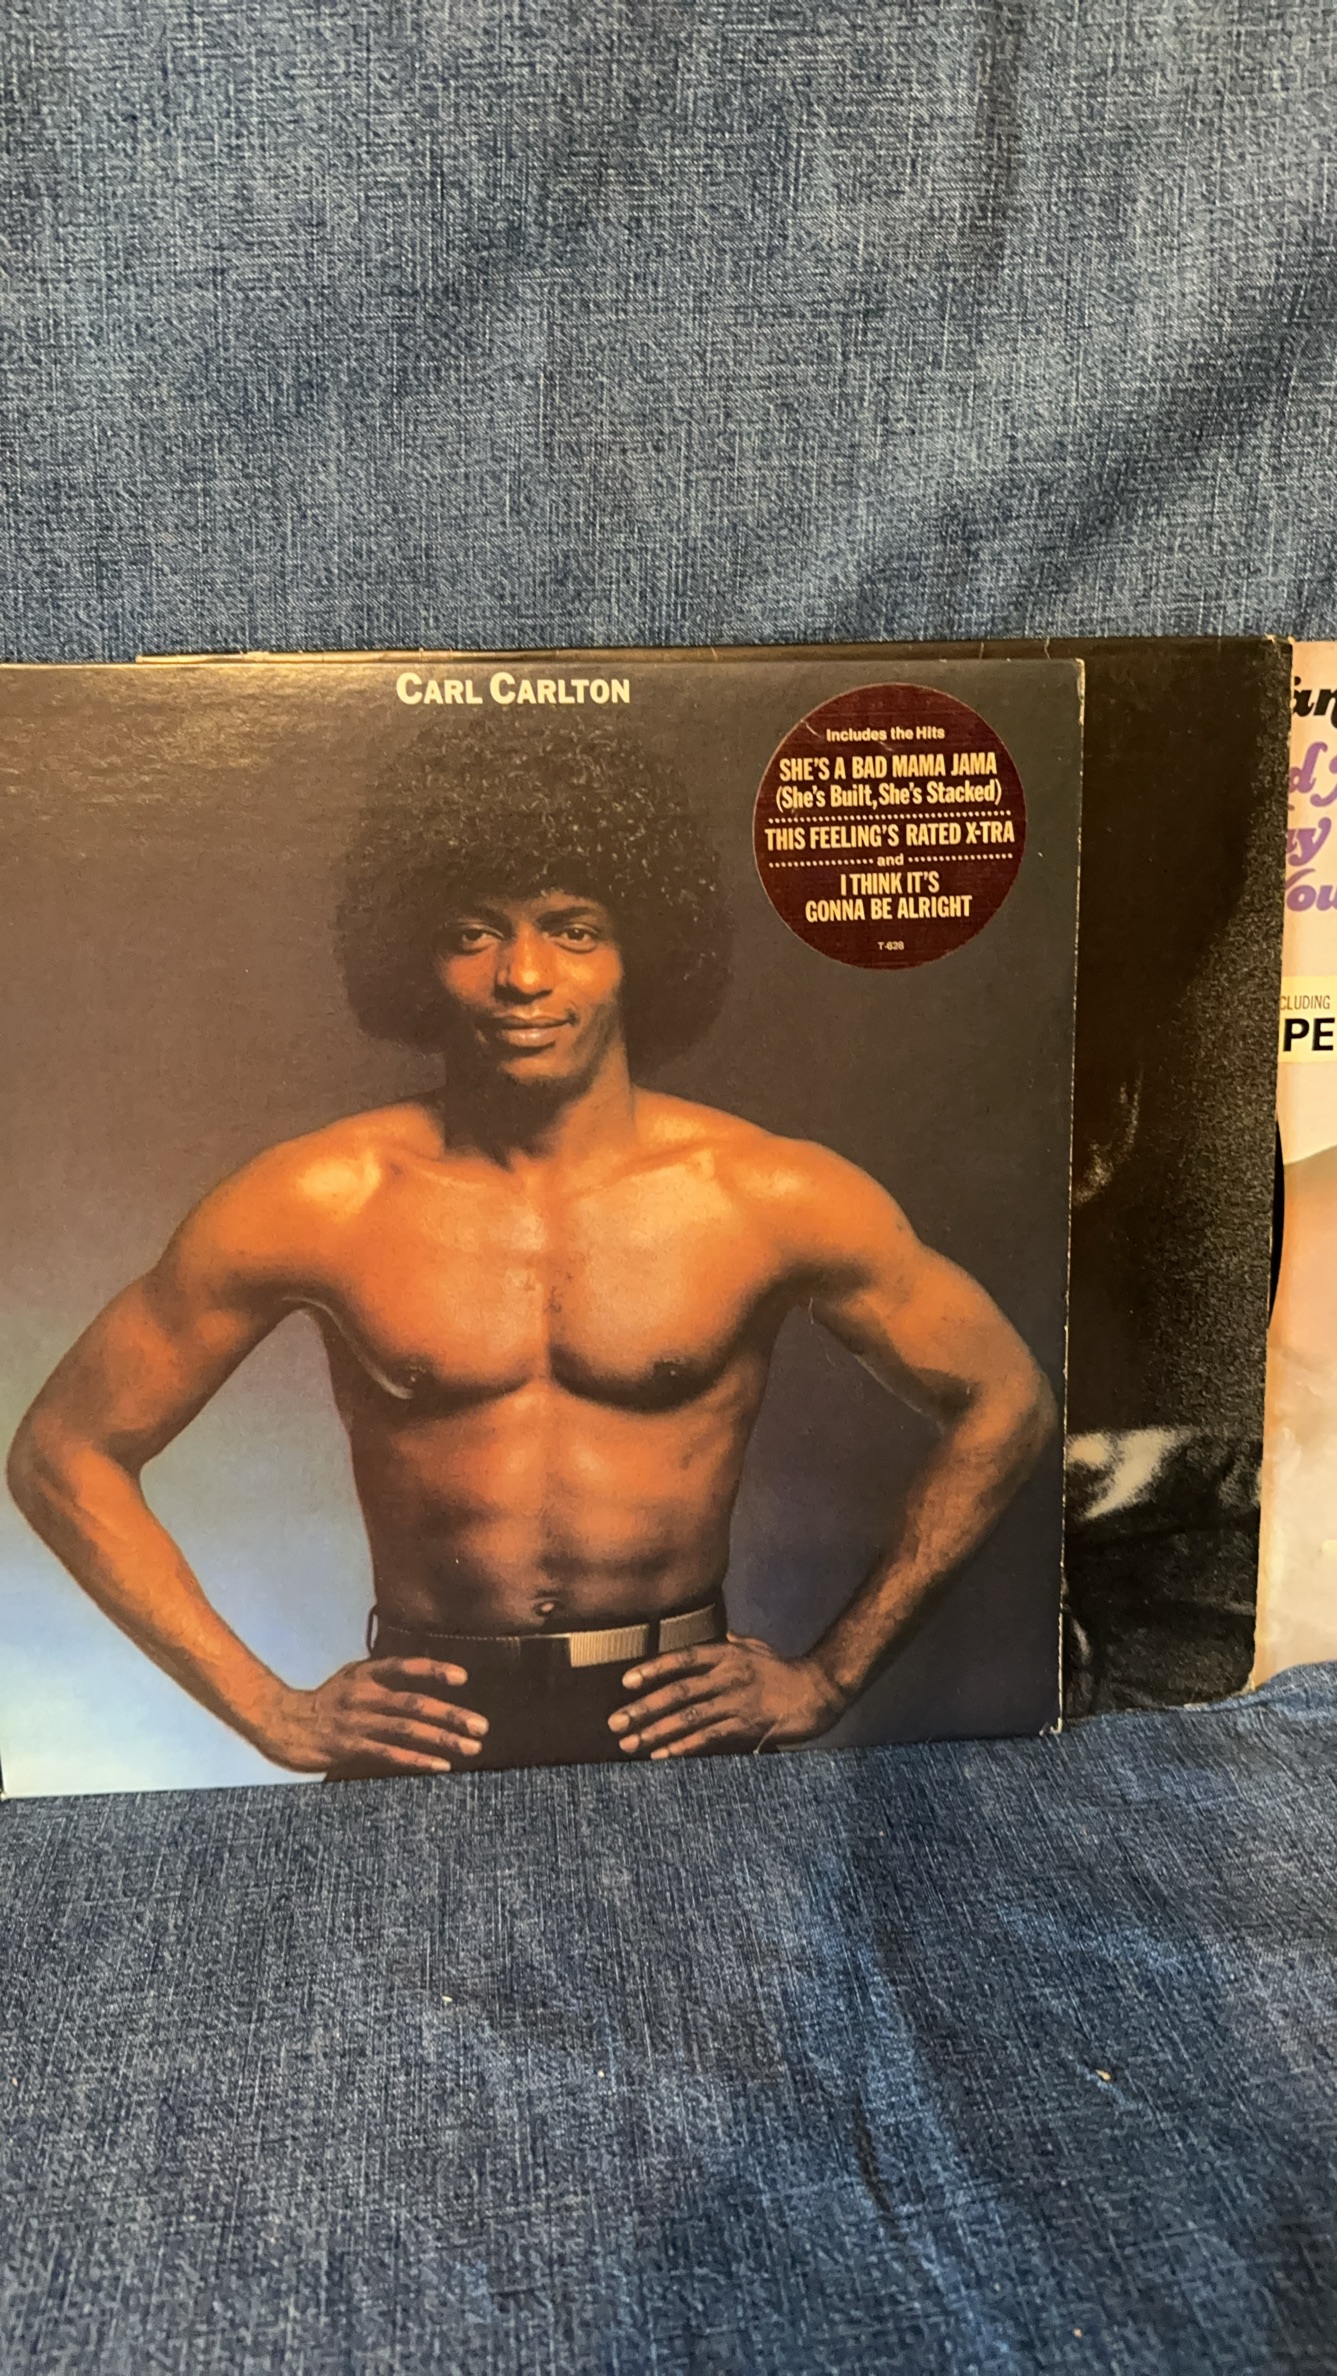 CARL CARLTON
Includes the Hits
SHE'S A BAD MAMA JAMA
(She's Built, She's Stacked)
THIS FEELING'S RATED X-TRA
and
I THINK IT'S
GONNA BE ALRIGHT
T-628